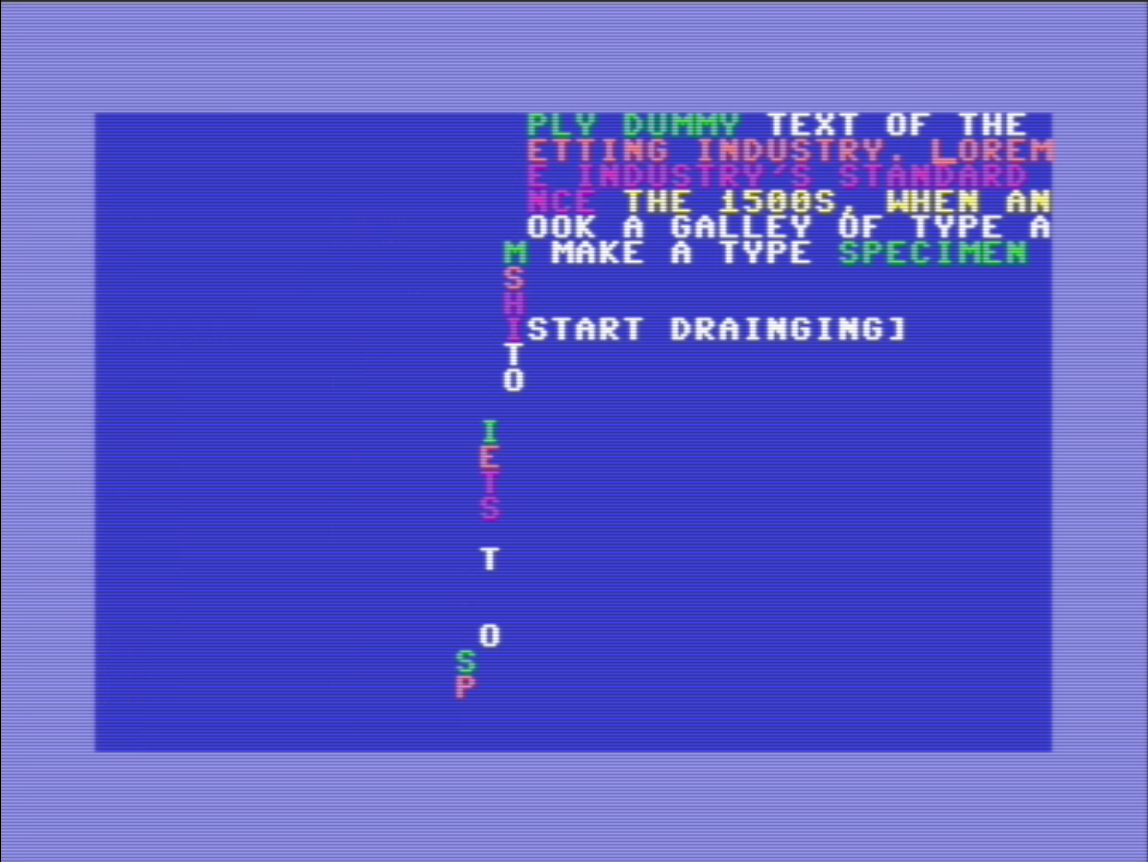 PLY DUMMY TEXT OF THE
ETTING INDUSTRY. LOREM
E INDUSTRY'S STANDARD
NCE THE 1500S, WHEN AN
OOK A GALLEY OF TYPE A
M MAKE A TYPE SPECIMEN
S
H
I START DRAINGING]
T
O
I
E
T
S
T
O
S
P